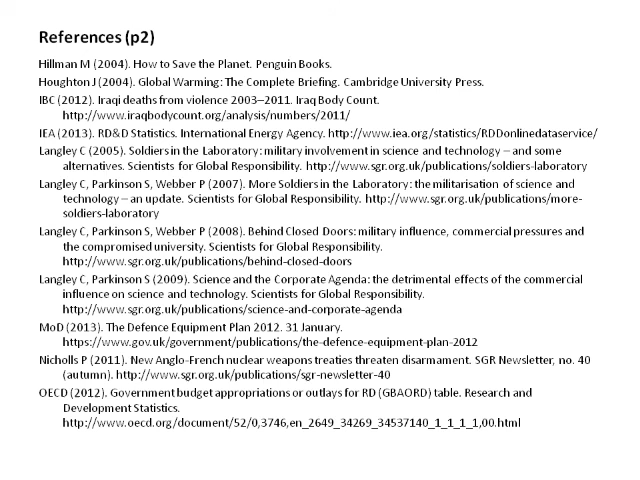 References (p2)
Hillman M (2004). How to Save the Planet. Penguin Books.
Houghton J (2004). Global Warming: The Complete Briefing. Cambridge University Press.
IBC (2012). Iraqi deaths from violence 2003–2011. Iraq Body Count.
http://www.iraqbodycount.org/analysis/numbers/2011/
IEA (2013). RD&D Statistics. International Energy Agency. http://www.iea.org/statistics/RDDonlinedataservice/
Langley C (2005). Soldiers in the Laboratory: military involvement in science and technology – and some
alternatives. Scientists for Global Responsibility. http://www.sgr.org.uk/publications/soldiers-laboratory
Langley C, Parkinson S, Webber P (2007). More Soldiers in the Laboratory: the militarisation of science and
technology – an update. Scientists for Global Responsibility. http://www.sgr.org.uk/publications/more-
soldiers-laboratory
Langley C, Parkinson S, Webber P (2008). Behind Closed Doors: military influence, commercial pressures and
the compromised university. Scientists for Global Responsibility.
http://www.sgr.org.uk/publications/behind-closed-doors
Langley C, Parkinson S (2009). Science and the Corporate Agenda: the detrimental effects of the commercial
influence on science and technology. Scientists for Global Responsibility.
http://www.sgr.org.uk/publications/science-and-corporate-agenda
MoD (2013). The Defence Equipment Plan 2012. 31 January.
https://www.gov.uk/government/publications/the-defence-equipment-plan-2012
Nicholls P (2011). New Anglo-French nuclear weapons treaties threaten disarmament. SGR Newsletter, no. 40
(autumn). http://www.sgr.org.uk/publications/sgr-newsletter-40
OECD (2012). Government budget appropriations or outlays for RD (GBAORD) table. Research and
Development Statistics.
http://www.oecd.org/document/52/0,3746,en_2649_34269_34537140_1_1_1_1,00.html